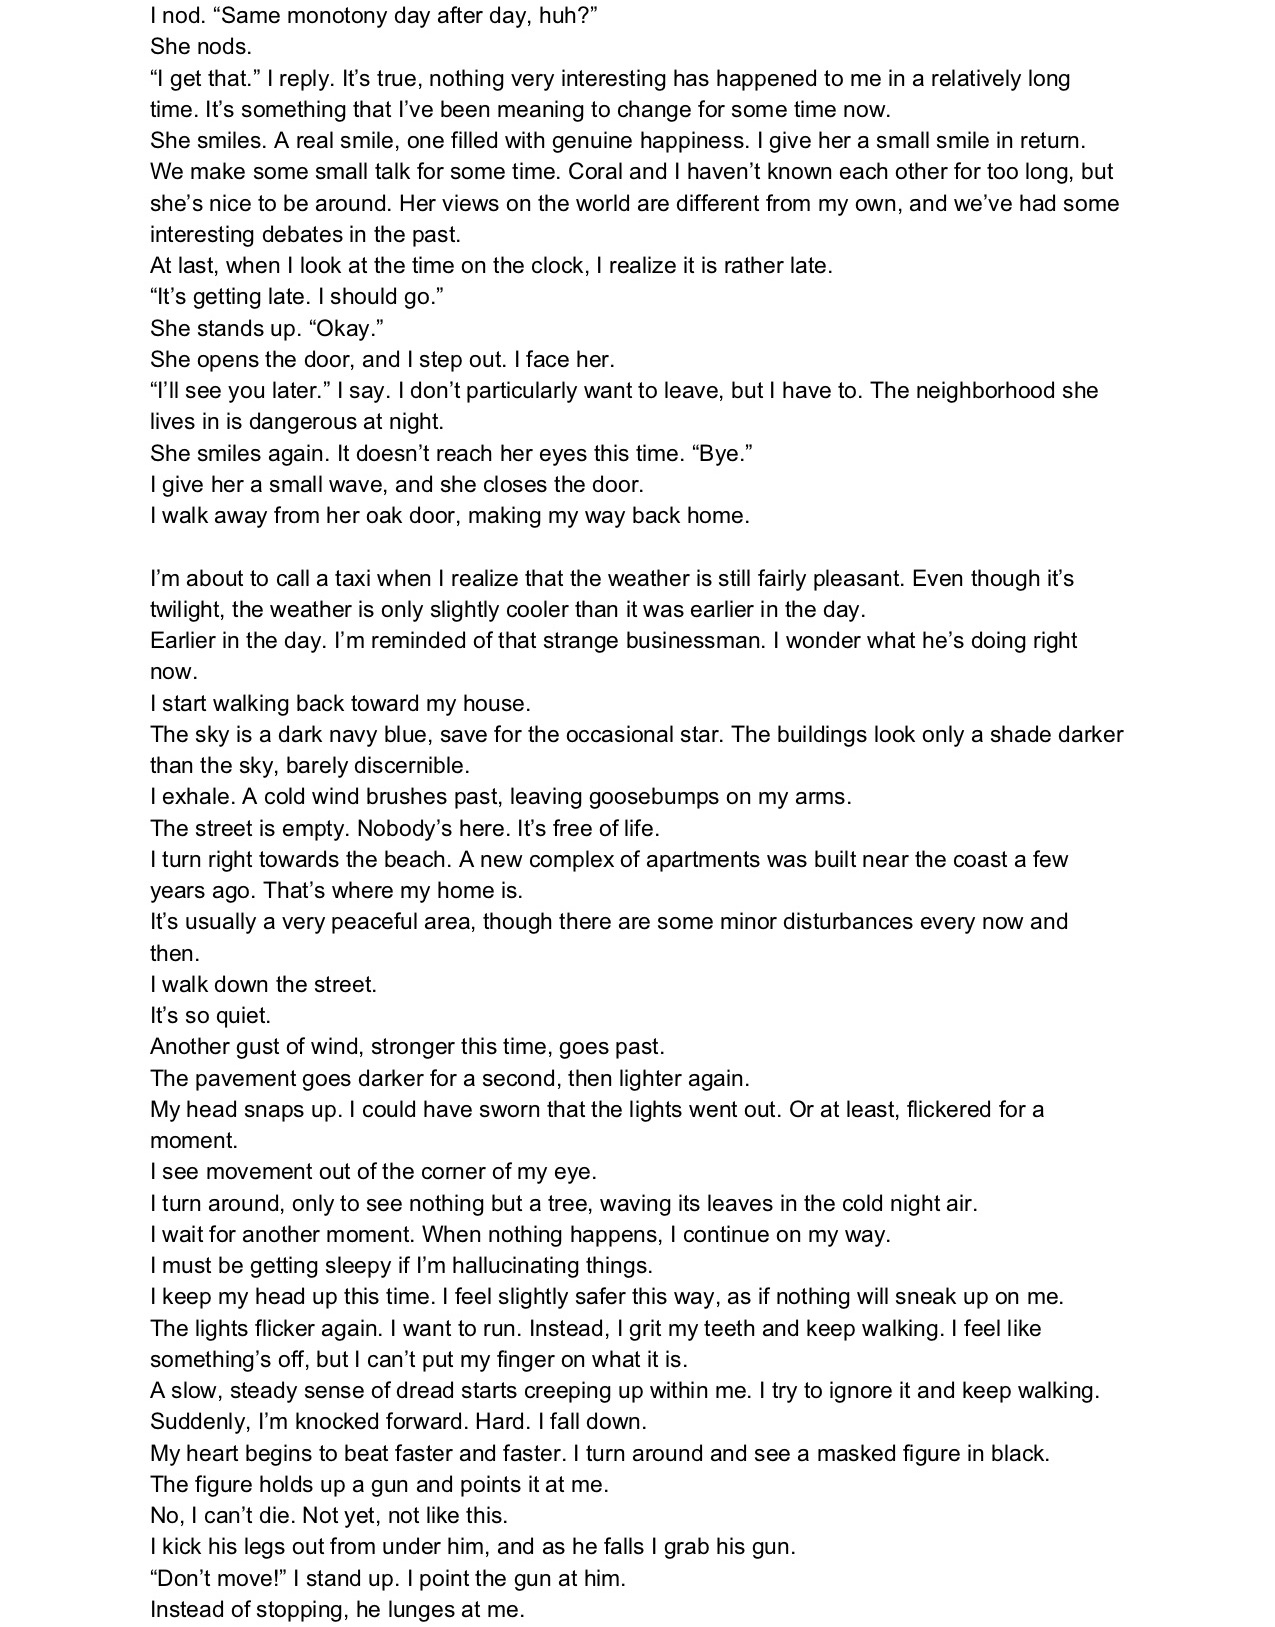 I nod. “Same monotony day after day, huh?”
She nods.
“I get that.” I reply. It’s true, nothing very interesting has happened to me in a relatively long
time. It’s something that I’ve been meaning to change for some time now.
She smiles. A real smile, one filled with genuine happiness. I give her a small smile in return.
We make some small talk for some time. Coral and I haven’t known each other for too long, but
she’s nice to be around. Her views on the world are different from my own, and we’ve had some
interesting debates in the past.
At last, when I look at the time on the clock, I realize it is rather late.
“It’s getting late. I should go.”
She stands up. “Okay.”
She opens the door, and I step out. I face her.
“I’ll see you later.” I say. I don’t particularly want to leave, but I have to. The neighborhood she
lives in is dangerous at night.
She smiles again. It doesn’t reach her eyes this time. “Bye.”
I give her a small wave, and she closes the door.
I walk away from her oak door, making my way back home.
I’m about to call a taxi when I realize that the weather is still fairly pleasant. Even though it’s
twilight, the weather is only slightly cooler than it was earlier in the day.
Earlier in the day. I’m reminded of that strange businessman. I wonder what he’s doing right
now.
I start walking back toward my house.
The sky is a dark navy blue, save for the occasional star. The buildings look only a shade darker
than the sky, barely discernible.
I exhale. A cold wind brushes past, leaving goosebumps on my arms.
The street is empty. Nobody’s here. It’s free of life.
I turn right towards the beach. A new complex of apartments was built near the coast a few
years ago. That’s where my home is.
It’s usually a very peaceful area, though there are some minor disturbances every now and
then.
I walk down the street.
It’s so quiet.
Another gust of wind, stronger this time, goes past.
The pavement goes darker for a second, then lighter again.
My head snaps up. I could have sworn that the lights went out. Or at least, flickered for a
moment.
I see movement out of the corner of my eye.
I turn around, only to see nothing but a tree, waving its leaves in the cold night air.
I wait for another moment. When nothing happens, I continue on my way.
I must be getting sleepy if I’m hallucinating things.
I keep my head up this time. I feel slightly safer this way, as if nothing will sneak up on me.
The lights flicker again. I want to run. Instead, I grit my teeth and keep walking. I feel like
something’s off, but I can’t put my finger on what it is.
A slow, steady sense of dread starts creeping up within me. I try to ignore it and keep walking.
Suddenly, I’m knocked forward. Hard. I fall down.
My heart begins to beat faster and faster. I turn around and see a masked figure in black.
The figure holds up a gun and points it at me.
No, I can’t die. Not yet, not like this.
I kick his legs out from under him, and as he falls I grab his gun.
“Don’t move!” I stand up. I point the gun at him.
Instead of stopping, he lunges at me.